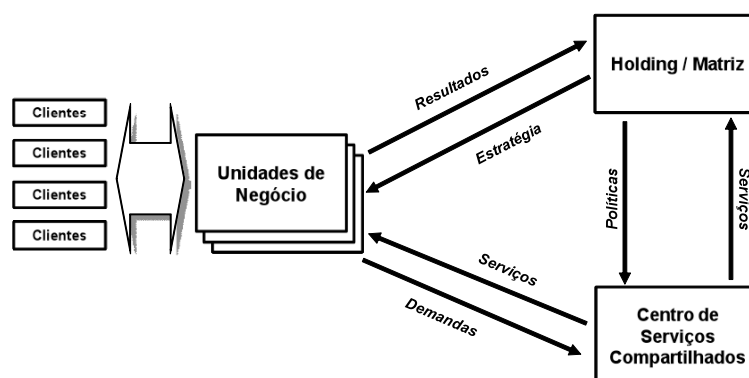 Clientes
Clientes
Clientes
Clientes
Unidades de
Negócio
Resultados
Estratégia
Holding / Matriz
Políticas
Serviços
Serviços
Demandas
Centro de
Serviços
Compartilhados